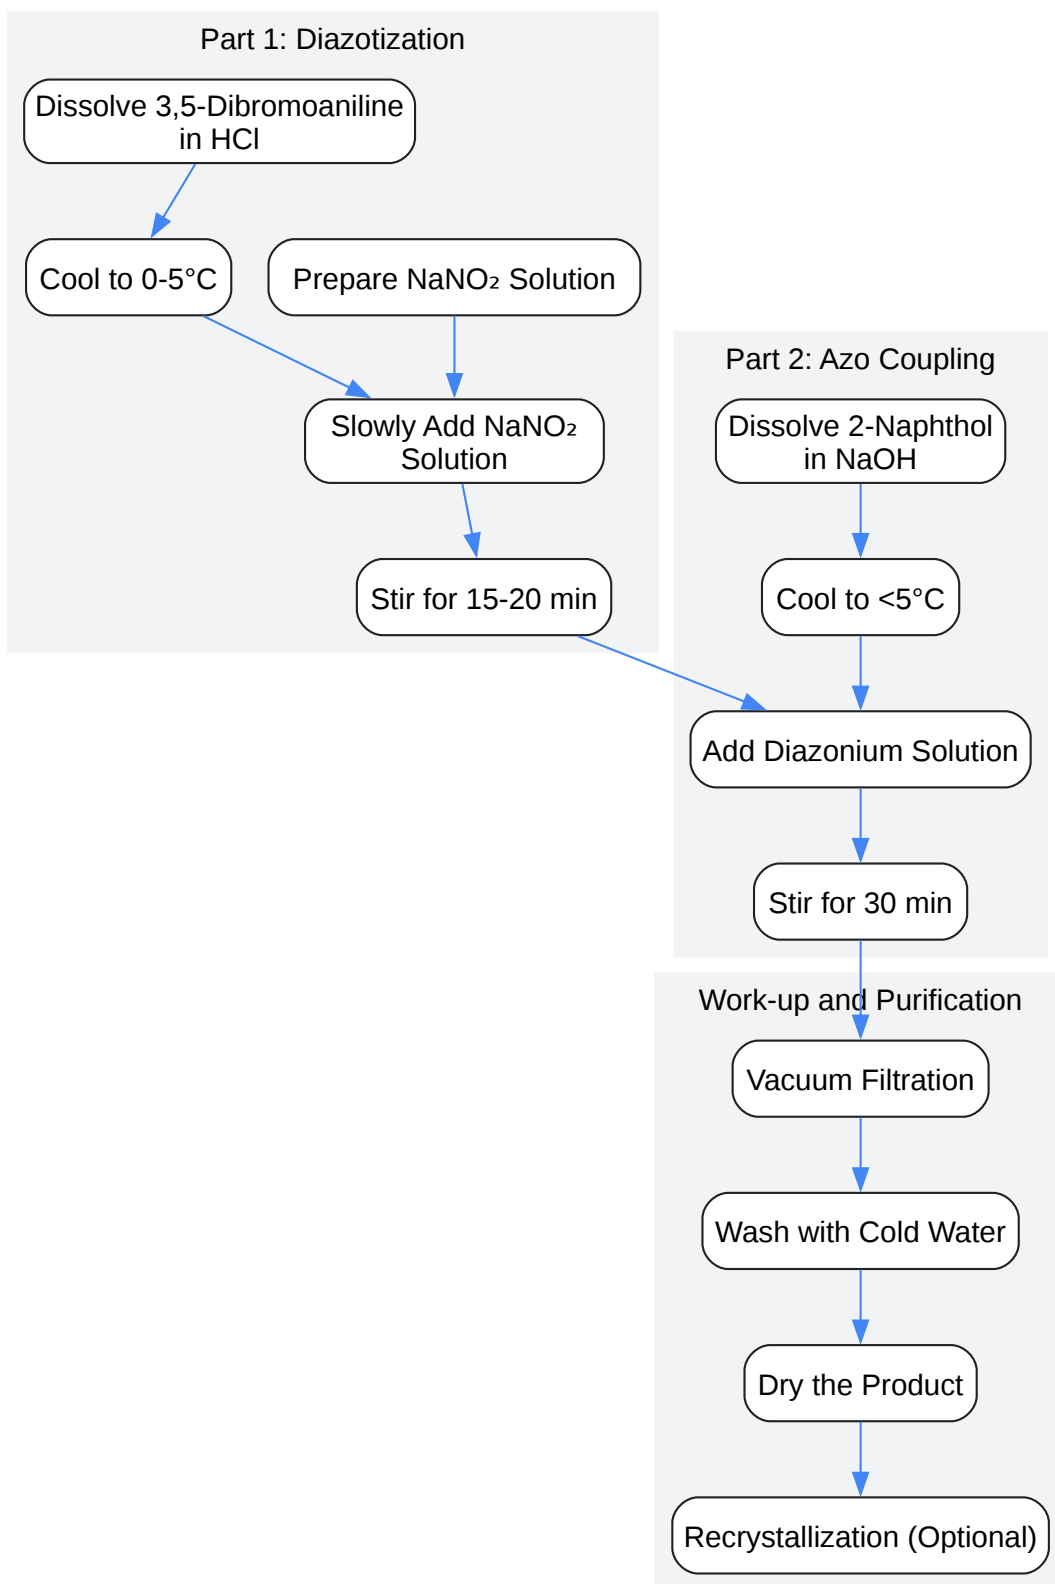 Part 1: Diazotization
Dissolve 3,5-Dibromoaniline
in HCl
Cool to 0-5°C
Prepare NaNO₂ Solution
Slowly Add NaNO₂
Solution
Stir for 15-20 min
Part 2: Azo Coupling
Dissolve 2-Naphthol
in NaOH
Cool to <5°C
Add Diazonium Solution
Stir for 30 min
Work-up and Purification
Vacuum Filtration
Wash with Cold Water
Dry the Product
Recrystallization (Optional)